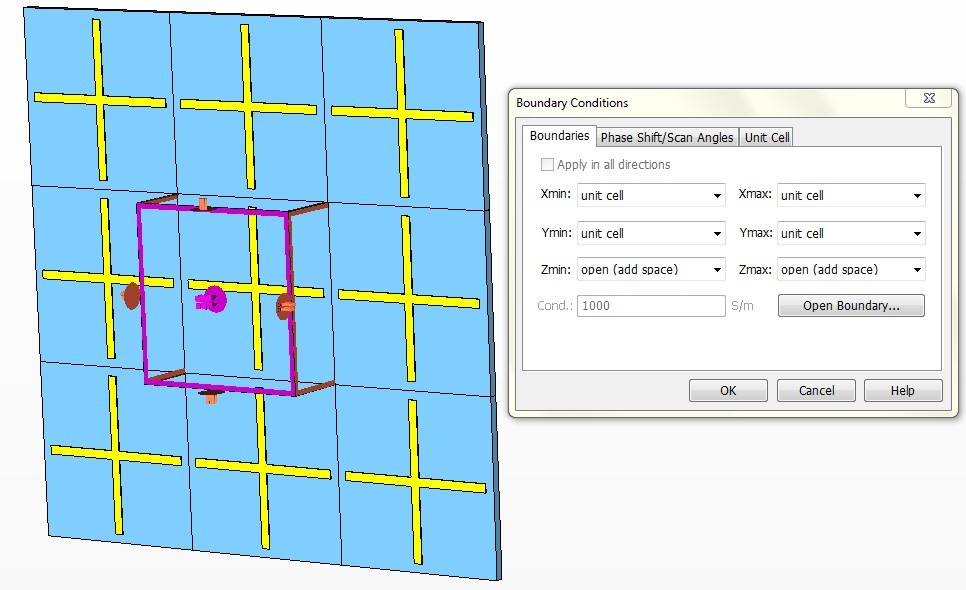 Boundary Conditions
Boundaries Phase Shift/Scan Angles Unit Cell
Apply in all directions
Xmin: unit cell Xmax: unit cell
Ymin: unit cell Ymax: unit cell
Zmin: open (add space) Zmax: open (add space)
Cond.: 1000 S/m Open Boundary...
OK Cancel Help